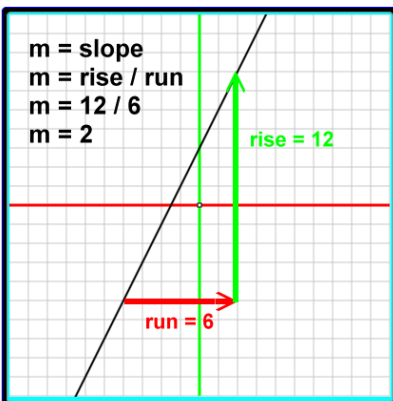 m = slope
m = rise / run
m = 12 / 6
m = 2
rise = 12
run = 6